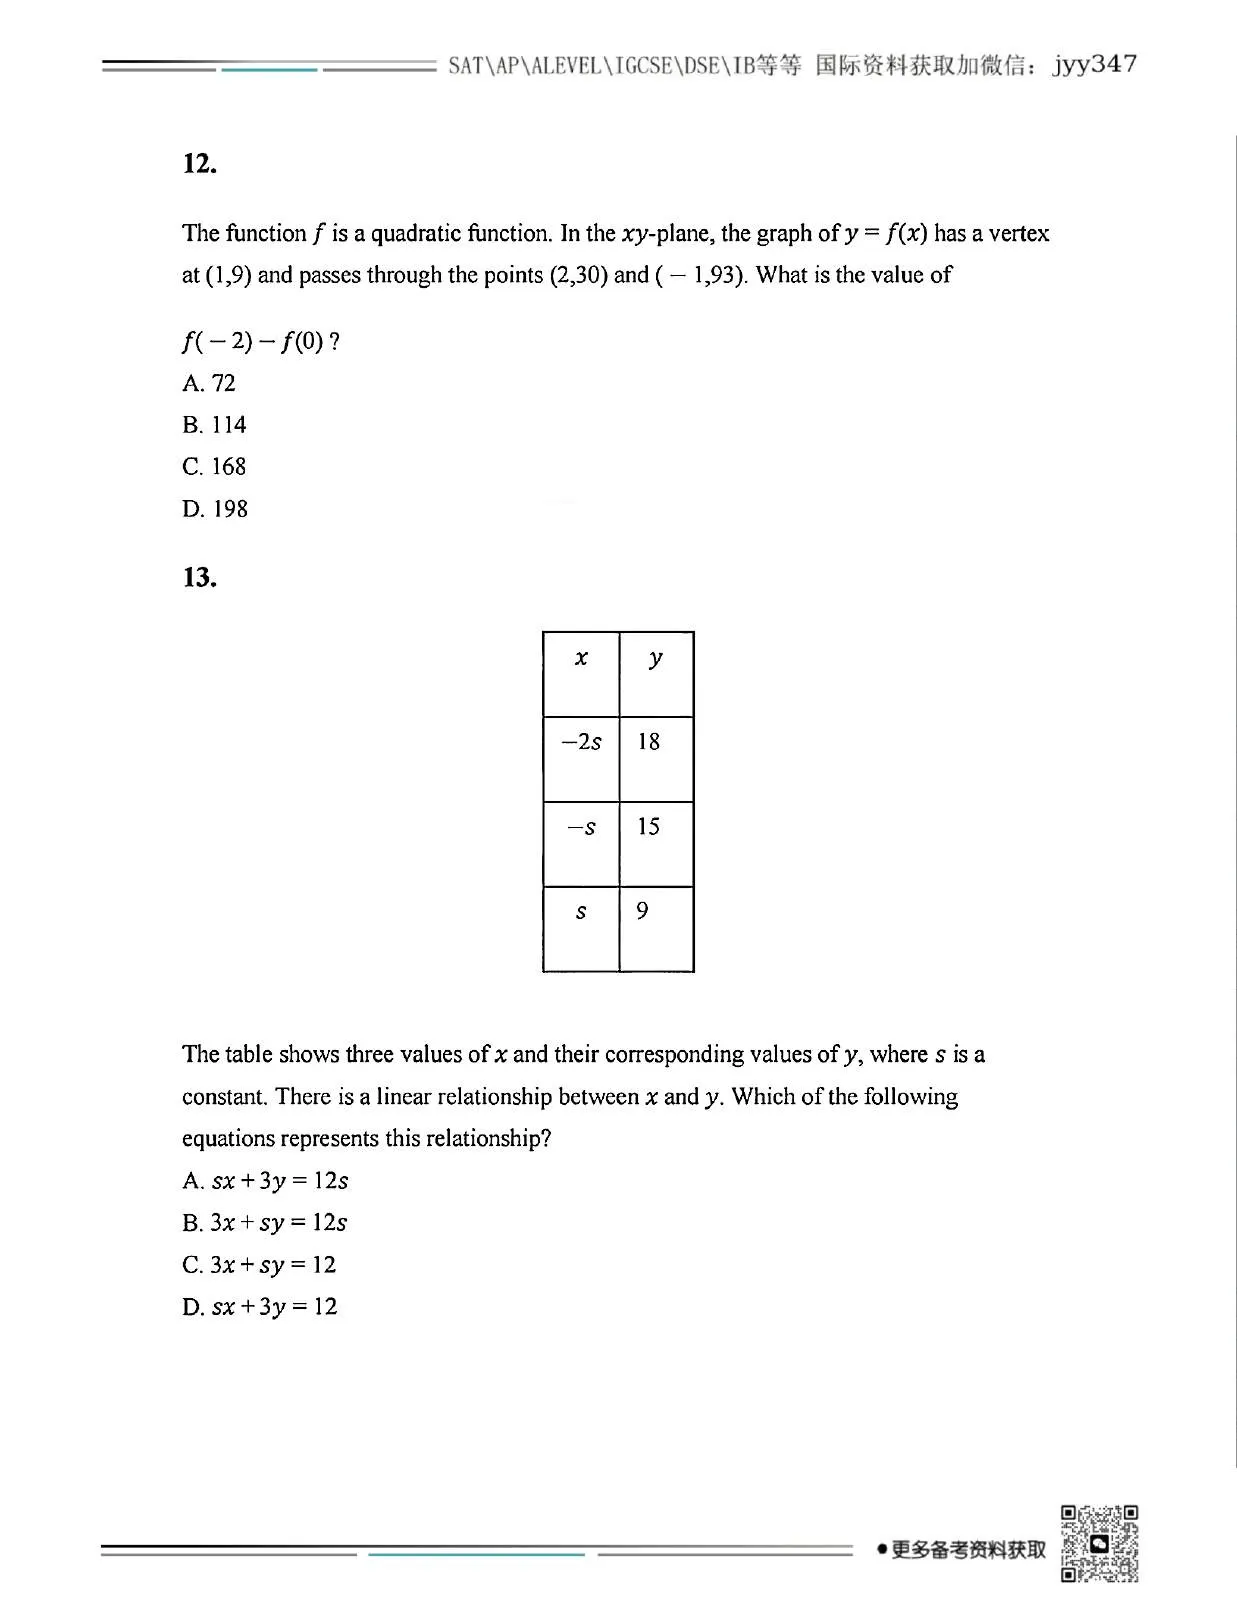 SAT\AP\ALEVEL\IGCSE\DSE\IB等等 国际资料获取加微信：jyy347
12.
The function f is a quadratic function. In the xy-plane, the graph of y = f(x) has a vertex
at (1,9) and passes through the points (2,30) and ( − 1,93). What is the value of
f( − 2) − f(0) ?
A. 72
B. 114
C. 168
D. 198
13.
x y
−2s 18
−s 15
s 9
The table shows three values of x and their corresponding values of y, where s is a
constant. There is a linear relationship between x and y. Which of the following
equations represents this relationship?
A. sx + 3y = 12s
B. 3x + sy = 12s
C. 3x + sy = 12
D. sx + 3y = 12
●更多备考资料获取